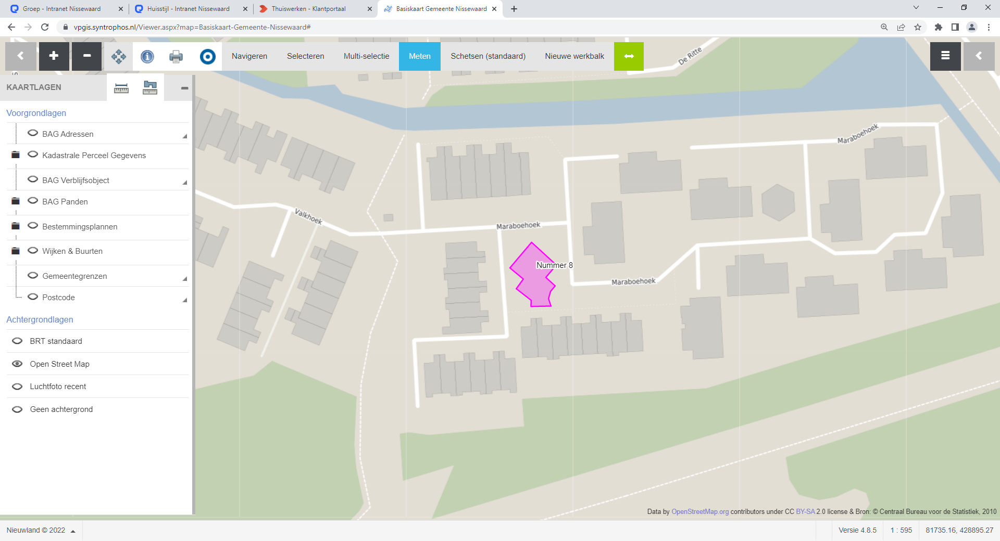 Groep - Intranet Nissewaard
Huisstijl - Intranet Nissewaard
Thuiswerken - Klantportaal
Basiskaart Gemeente Nissewaard
vpgis.syntrophos.nl/Viewer.aspx?map=Basiskaart-Gemeente-Nissewaard#
Navigeren
Selecteren
Multi-selectie
Meten
Schetsen (standaard)
Nieuwe werkbalk
KAARTLAGEN
Voorgrondlagen
BAG Adressen
Kadastrale Perceel Gegevens
BAG Verblijfsobject
BAG Panden
Bestemmingsplannen
Wijken & Buurten
Gemeentegrenzen
Postcode
Achtergrondlagen
BRT standaard
Open Street Map
Luchtfoto recent
Geen achtergrond
De Ritte
Maraboehoek
Valkhoek
Maraboehoek
Nummer 8
Maraboehoek
Data by OpenStreetMap.org contributors under CC BY-SA 2.0 license & Bron: © Centraal Bureau voor de Statistiek, 2010
Nieuwland © 2022
Versie 4.8.5
1 : 595
81735.16, 428895.27